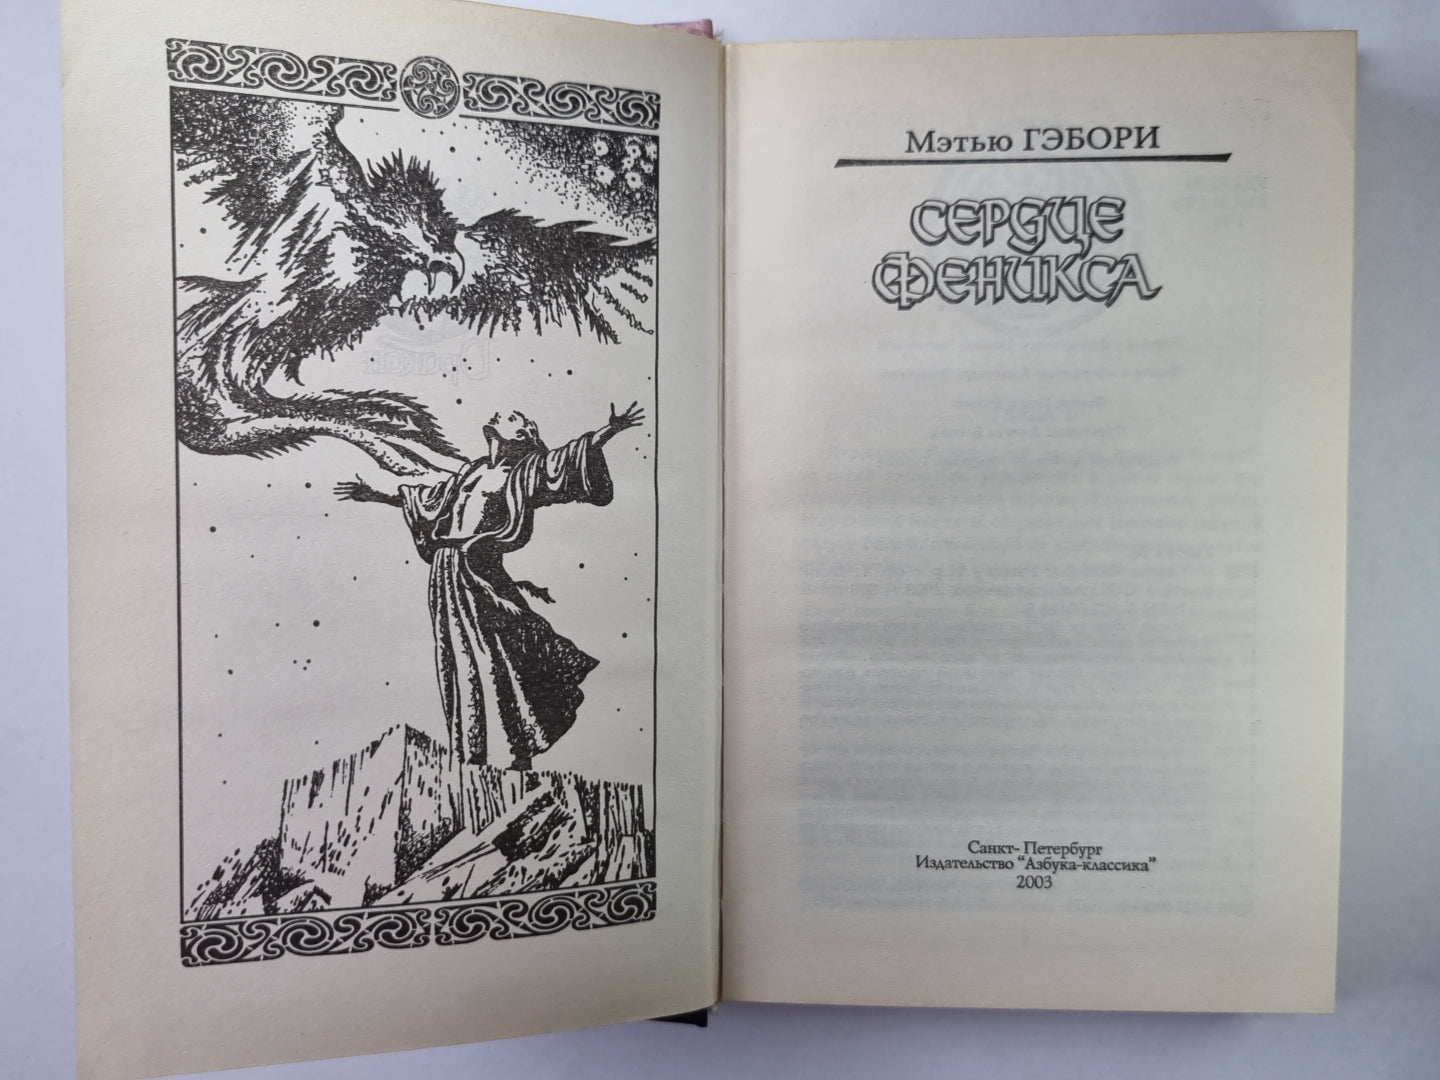 Мэтью ГЭБОРИ
СЕРДЦЕ
ФЕНИКСА
Санкт- Петербург
Издательство "Азбука-классика"
2003